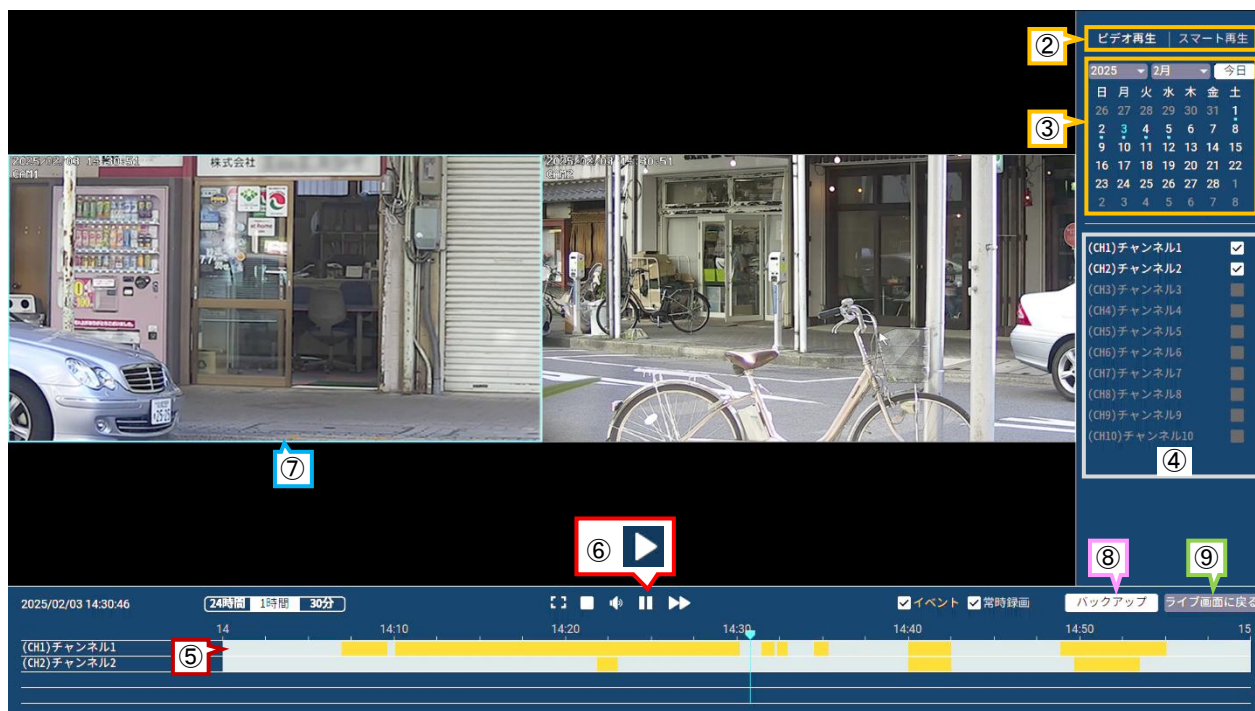 ②
ビデオ再生 | スマート再生
2025 2月 今日
日 月 火 水 木 金 土
26 27 28 29 30 31 1
2 3 4 5 6 7 8
9 10 11 12 13 14 15
16 17 18 19 20 21 22
23 24 25 26 27 28 1
2 3 4 5 6 7 8
③
2025/02/03 14:30:51
CAM1
株式会社
at home
2025/02/03 14:30:51
CAM2
(CH1)チャンネル1
(CH2)チャンネル2
(CH3)チャンネル3
(CH4)チャンネル4
(CH5)チャンネル5
(CH6)チャンネル6
(CH7)チャンネル7
(CH8)チャンネル8
(CH9)チャンネル9
(CH10)チャンネル10
④
⑦
⑥
⑧
⑨
2025/02/03 14:30:46
24時間 1時間 30分
イベント 常時録画
バックアップ
ライブ画面に戻る
14 14:10 14:20 14:30 14:40 14:50 15
(CH1)チャンネル1
⑤
(CH2)チャンネル2